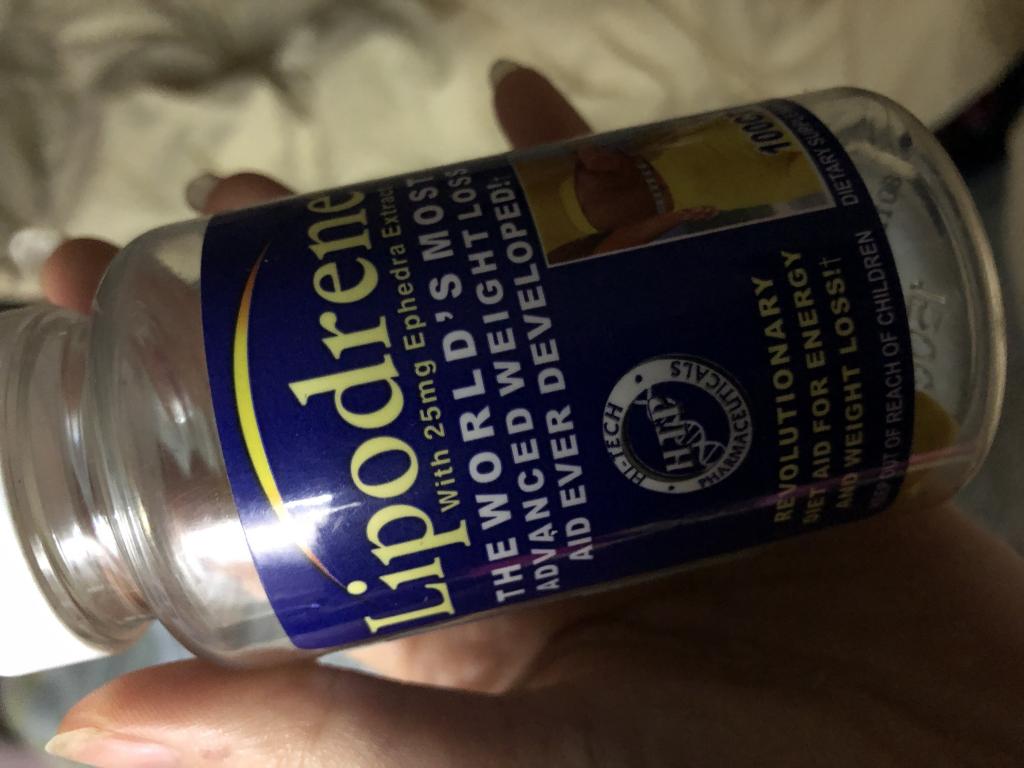 Lipodrene
With 25mg Ephedra Extract
THE WORLD'S MOST
ADVANCED WEIGHT LOSS
AID EVER DEVELOPED!†
HI-TECH
PHARMACEUTICALS
REVOLUTIONARY
DIET AID FOR ENERGY
AND WEIGHT LOSS!†
KEEP OUT OF REACH OF CHILDREN
DIETARY